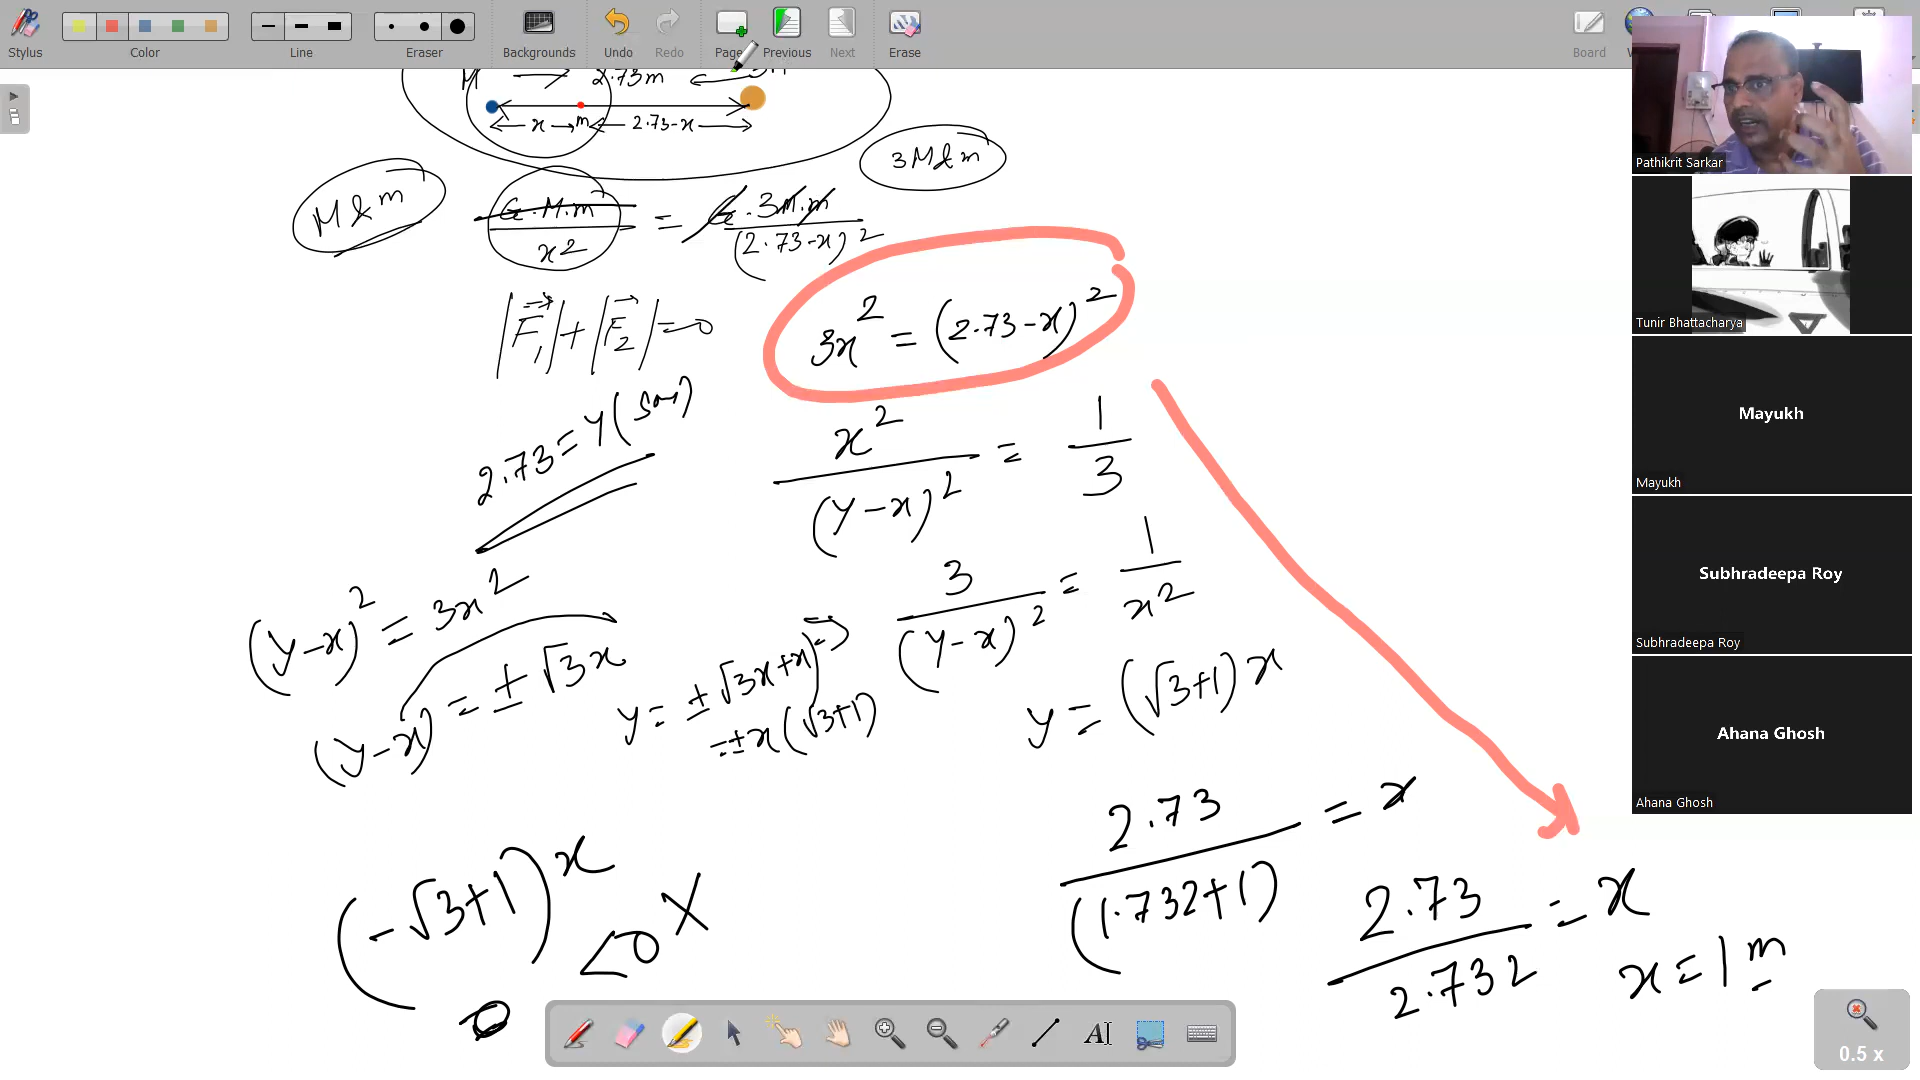 Stylus
Color
Line
Eraser
Backgrounds
Undo
Redo
Page
Previous
Next
Erase
Board
M → 2.73m ←
x m 2.73-x
3M&m
M&m
G.M.m/x² = G.3M.m/(2.73-x)²
|F₁|+|F₂|=0
3x² = (2.73-x)²
2.73=Y(say)
x²/(Y-x)² = 1/3
(y-x)² = 3x²
3/(Y-x)² = 1/x²
(y-x) = ±√3x
y = ±√3x+x
=±x(√3+1)
y = (√3+1)x
2.73/(1.732+1) = x
(-√3+1)x <0 X
2.73/2.732 = x
x = 1m
0.5 x
Pathikrit Sarkar
Tunir Bhattacharya
Mayukh
Mayukh
Subhradeepa Roy
Subhradeepa Roy
Ahana Ghosh
Ahana Ghosh